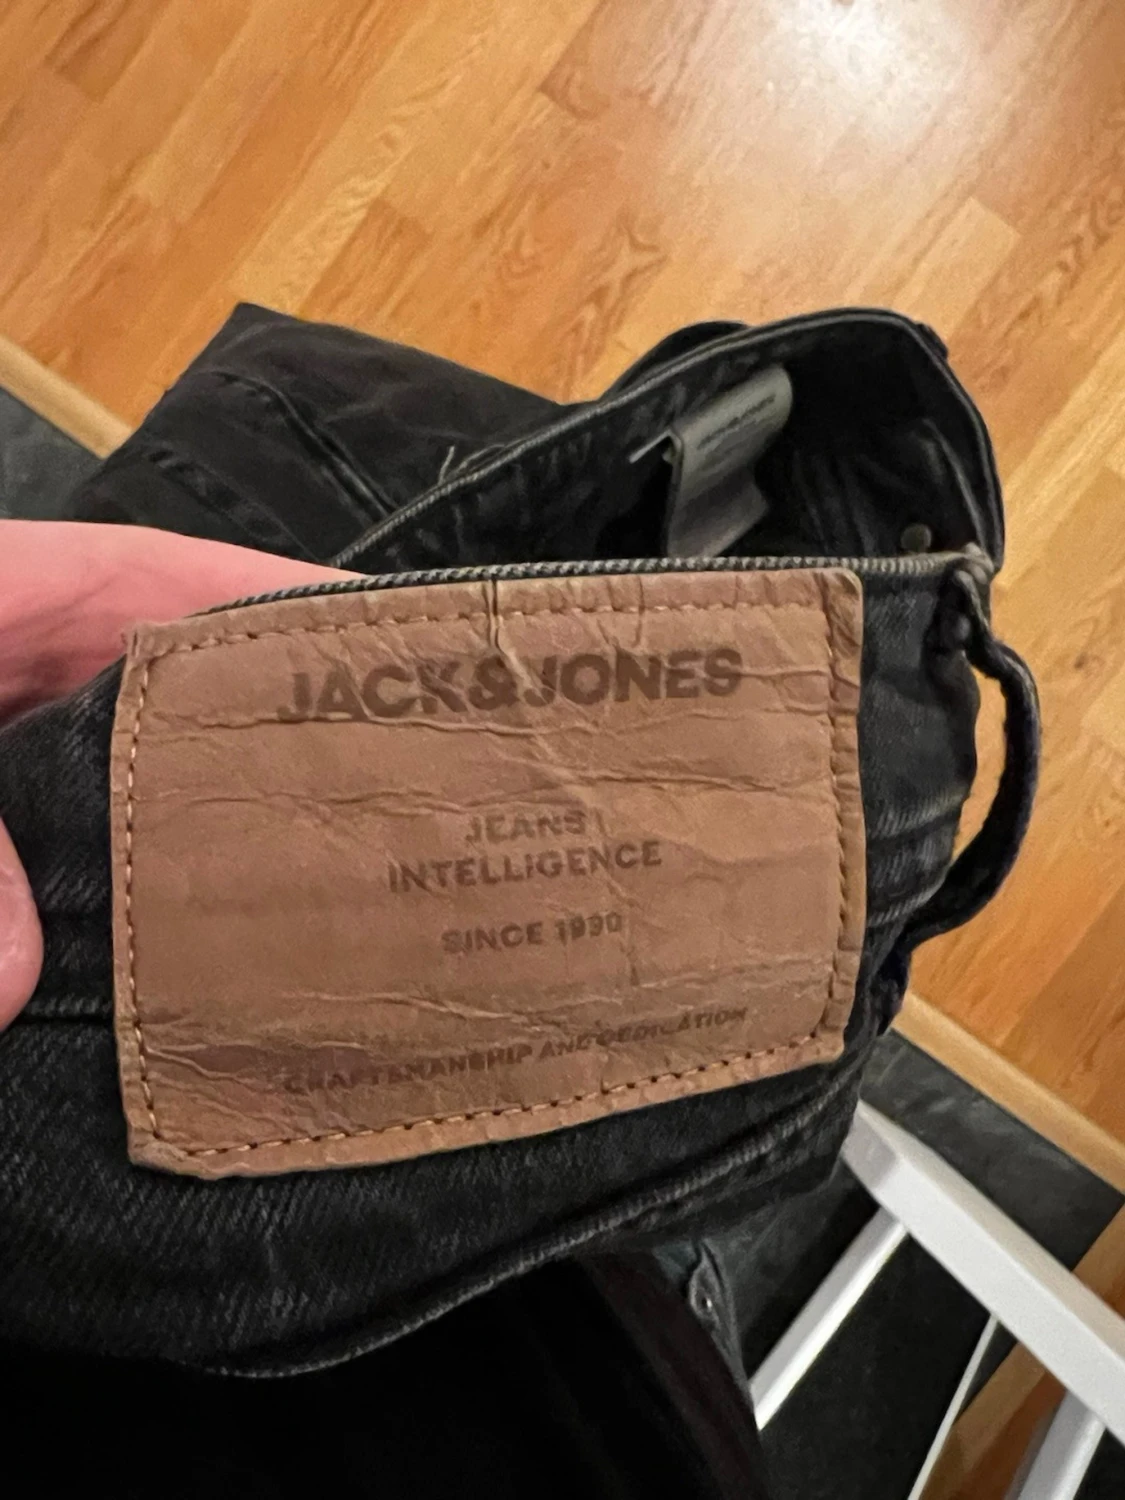 JACK&JONES
JEANS
INTELLIGENCE
SINCE 1990
CRAFTSMANSHIP AND DEDICATION